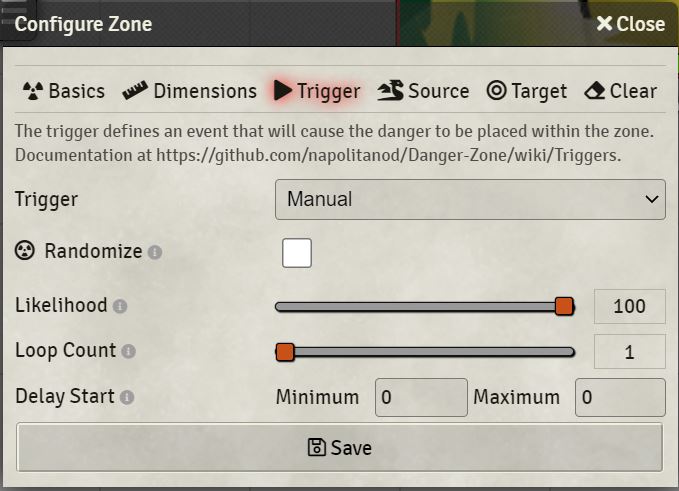 Configure Zone Close
Basics Dimensions Trigger Source Target Clear
The trigger defines an event that will cause the danger to be placed within the zone.
Documentation at https://github.com/napolitanod/Danger-Zone/wiki/Triggers.
Trigger Manual
Randomize
Likelihood 100
Loop Count 1
Delay Start Minimum 0 Maximum 0
Save